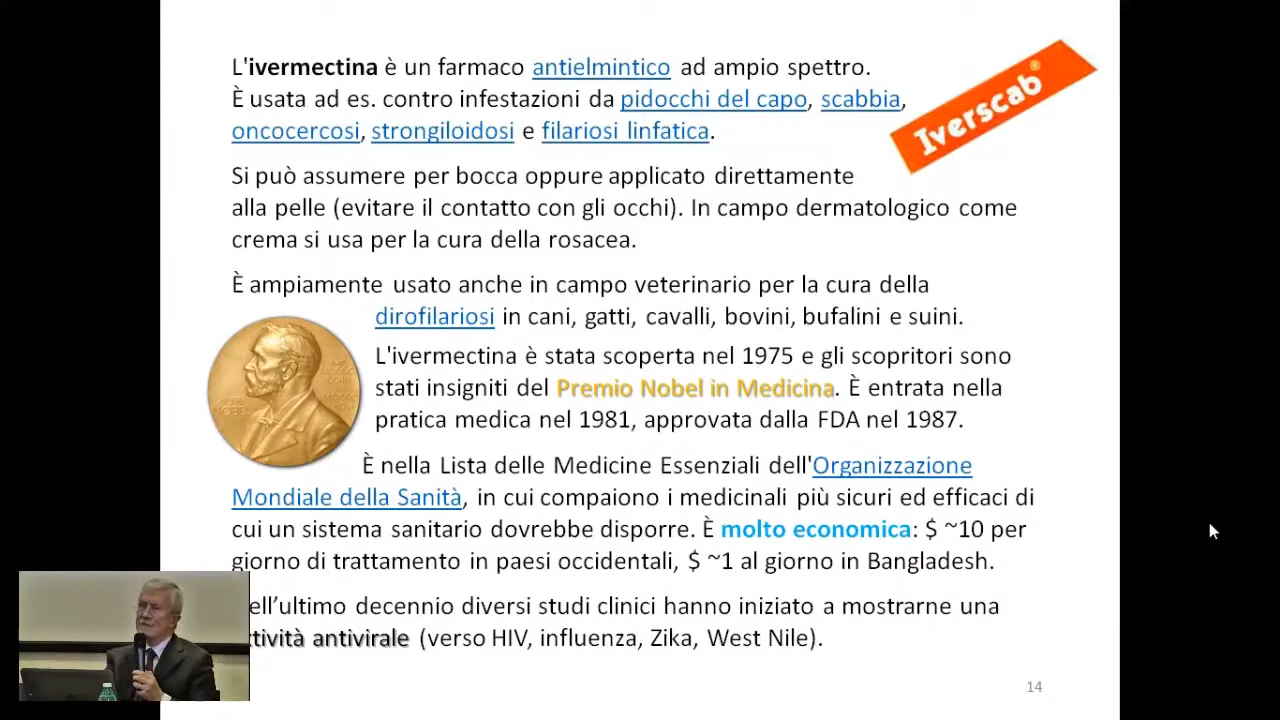 L'ivermectina è un farmaco antielmintico ad ampio spettro.
È usata ad es. contro infestazioni da pidocchi del capo, scabbia,
oncocercosi, strongiloidosi e filariosi linfatica.
Iverscab®
Si può assumere per bocca oppure applicato direttamente
alla pelle (evitare il contatto con gli occhi). In campo dermatologico come
crema si usa per la cura della rosacea.
È ampiamente usato anche in campo veterinario per la cura della
dirofilariosi in cani, gatti, cavalli, bovini, bufalini e suini.
L'ivermectina è stata scoperta nel 1975 e gli scopritori sono
stati insigniti del Premio Nobel in Medicina. È entrata nella
pratica medica nel 1981, approvata dalla FDA nel 1987.
È nella Lista delle Medicine Essenziali dell'Organizzazione
Mondiale della Sanità, in cui compaiono i medicinali più sicuri ed efficaci di
cui un sistema sanitario dovrebbe disporre. È molto economica: $ ~10 per
giorno di trattamento in paesi occidentali, $ ~1 al giorno in Bangladesh.
ell’ultimo decennio diversi studi clinici hanno iniziato a mostrarne una
ttività antivirale (verso HIV, influenza, Zika, West Nile).
14